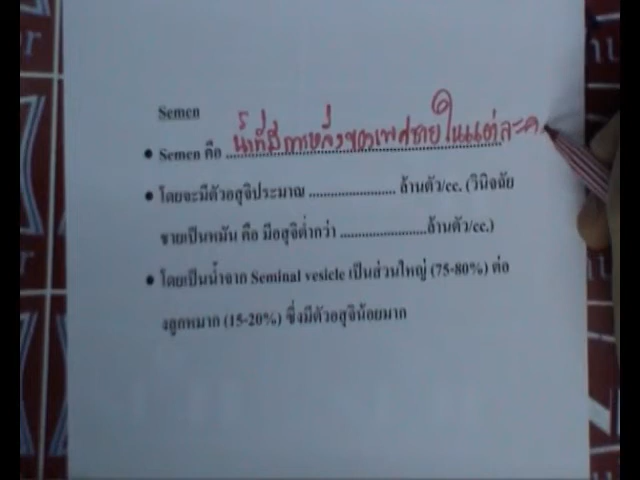 Semen
• Semen คือ น้ำที่มีการหลั่งของเพศชายในแต่ละค
• โดยจะมีตัวอสุจิประมาณ ........................ ล้านตัว/cc. (วินิจฉัย
ชายเป็นหมัน คือ มีอสุจิต่ำกว่า ........................ล้านตัว/cc.)
• โดยเป็นน้ำจาก Seminal vesicle เป็นส่วนใหญ่ (75-80%) ต่อ
งลูกหมาก (15-20%) ซึ่งมีตัวอสุจิน้อยมาก